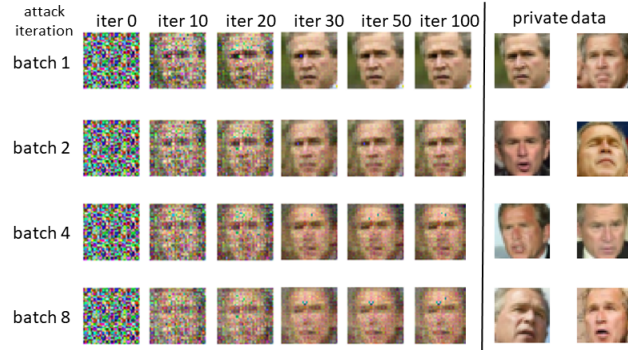 attack
iteration
iter 0 iter 10 iter 20 iter 30 iter 50 iter 100 private data
batch 1
batch 2
batch 4
batch 8